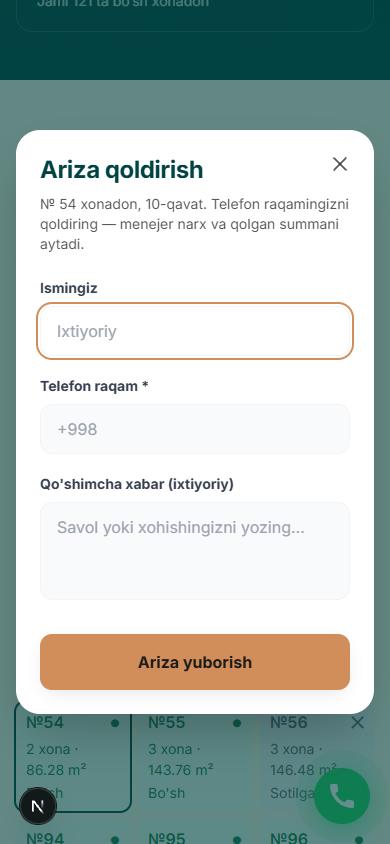 Jami 121 ta bo'sh xonadon
Ariza qoldirish
№ 54 xonadon, 10-qavat. Telefon raqamingizni
qoldiring — menejer narx va qolgan summani
aytadi.
Ismingiz
Ixtiyoriy
Telefon raqam *
+998
Qo'shimcha xabar (ixtiyoriy)
Savol yoki xohishingizni yozing...
Ariza yuborish
№54 №55 №56
2 xona · 3 xona · 3 xona ·
86.28 m² 143.76 m² 146.48 m²
Bo'sh
N
№94 №95 №96